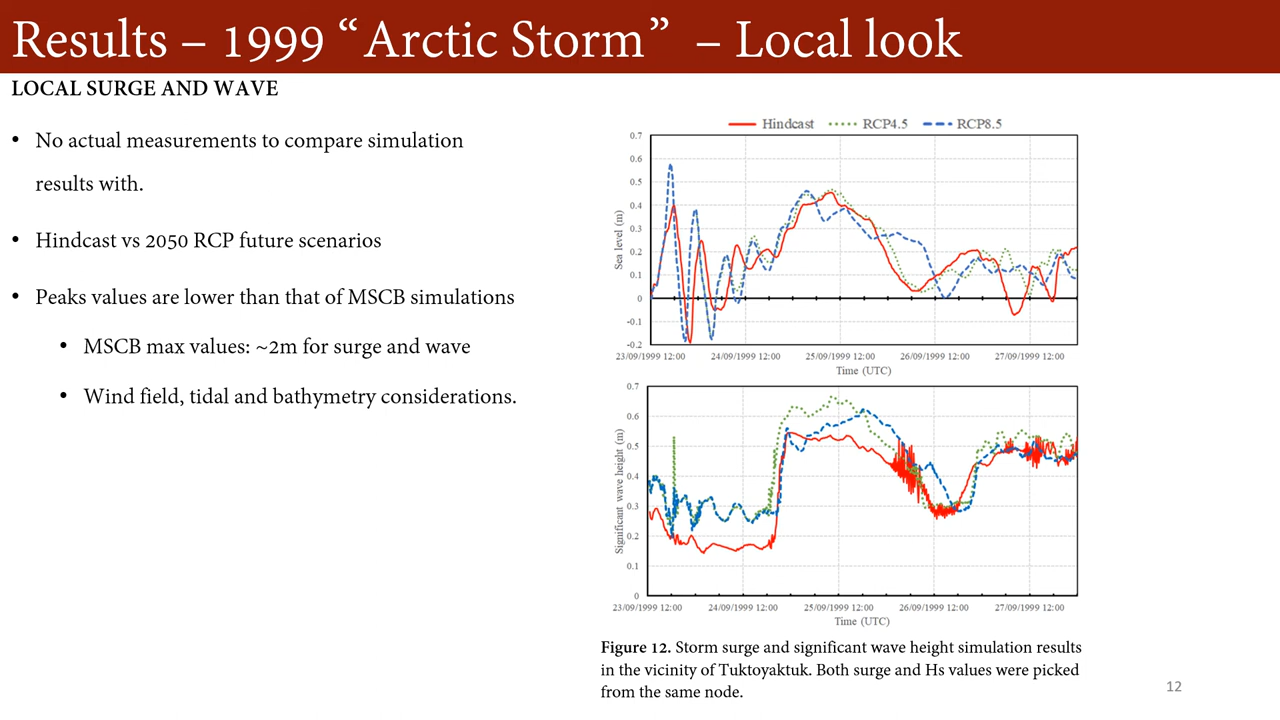 Results – 1999 “Arctic Storm” – Local look
LOCAL SURGE AND WAVE
• No actual measurements to compare simulation
results with.
• Hindcast vs 2050 RCP future scenarios
• Peaks values are lower than that of MSCB simulations
• MSCB max values: ~2m for surge and wave
• Wind field, tidal and bathymetry considerations.
Hindcast RCP4.5 RCP8.5
0.7
0.6
0.5
0.4
0.3
0.2
0.1
0
-0.1
-0.2
Sea level (m)
23/09/1999 12:00 24/09/1999 12:00 25/09/1999 12:00 26/09/1999 12:00 27/09/1999 12:00
Time (UTC)
0.7
0.6
0.5
0.4
0.3
0.2
0.1
0
Significant wave height (m)
23/09/1999 12:00 24/09/1999 12:00 25/09/1999 12:00 26/09/1999 12:00 27/09/1999 12:00
Time (UTC)
Figure 12. Storm surge and significant wave height simulation results
in the vicinity of Tuktoyaktuk. Both surge and Hs values were picked
from the same node.
12